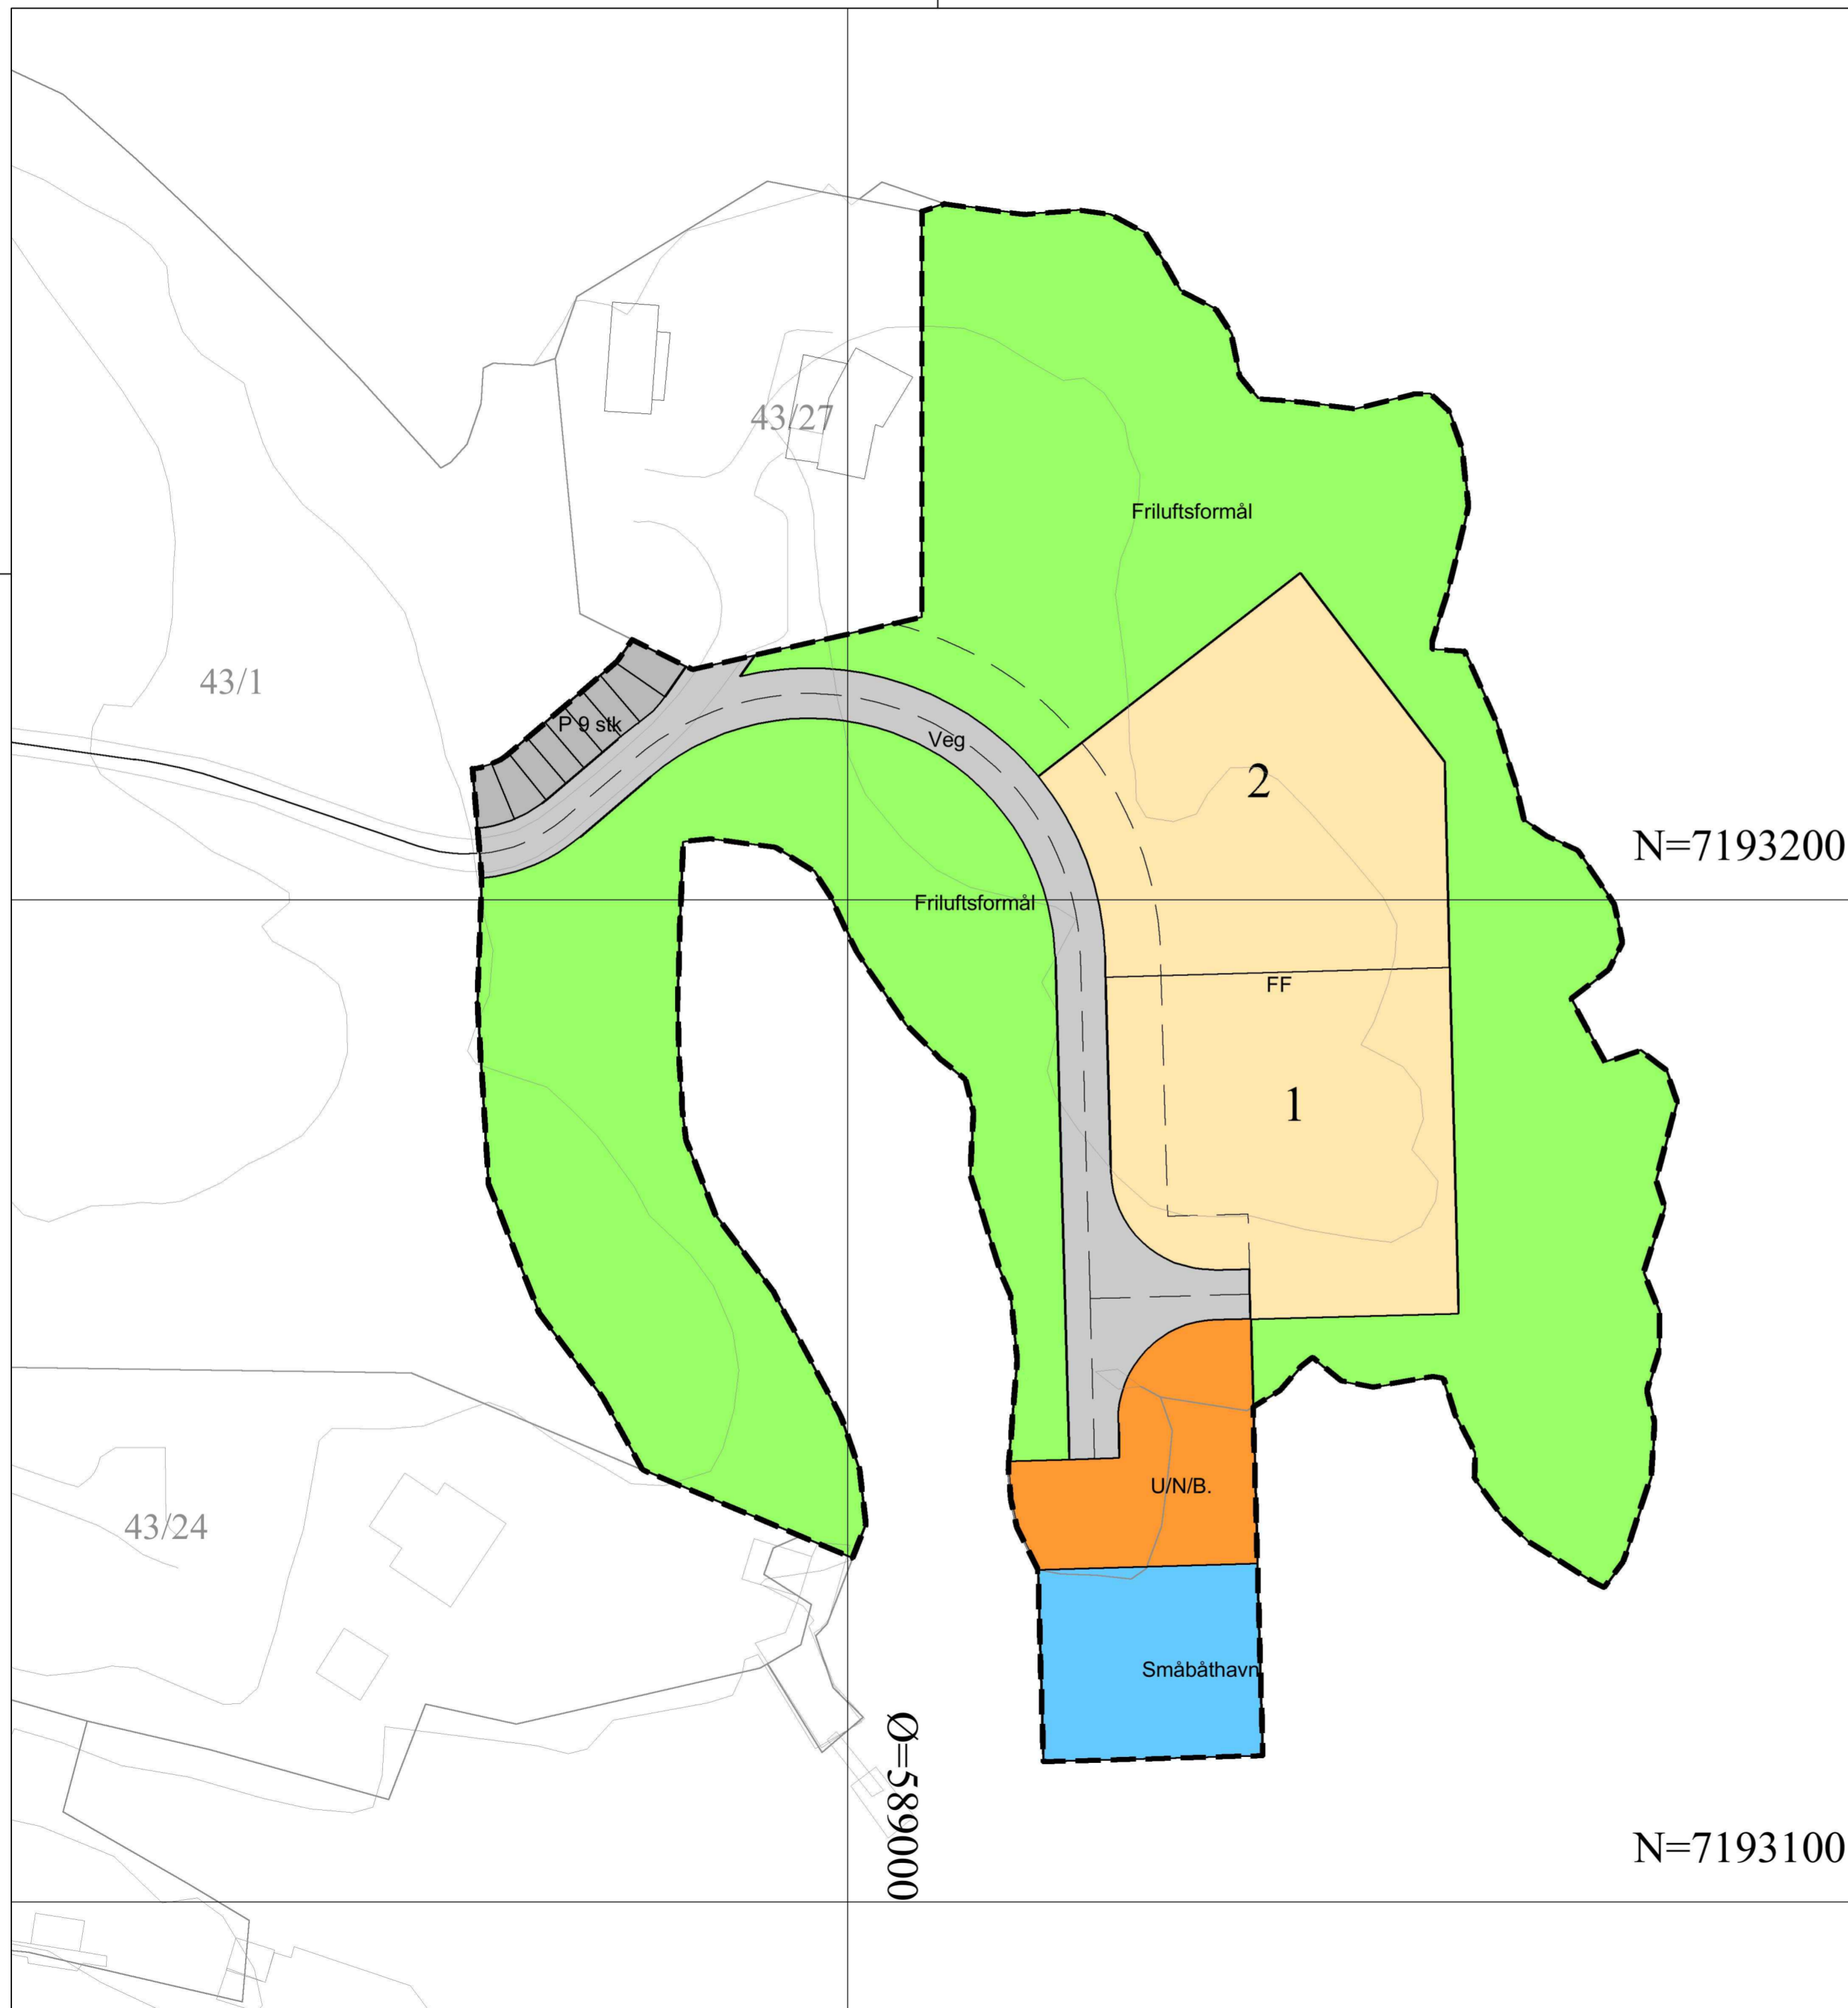 43/27
Friluftsformål
43/1
P 9 stk
Veg
2
N=7193200
Friluftsformål
FF
1
U/N/B.
43/24
Småbåthavn
Ø=589000
N=7193100